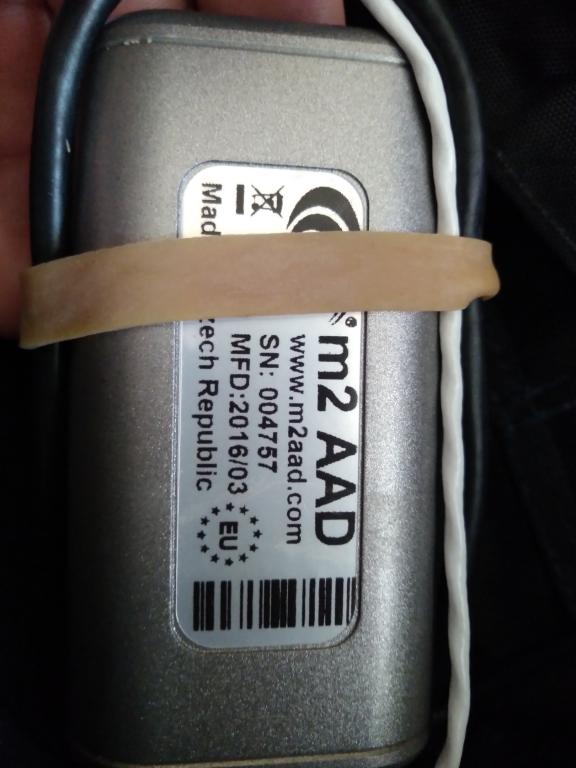 m2 AAD
www.m2aad.com
SN: 004757
MFD:2016/03
Republic
EU